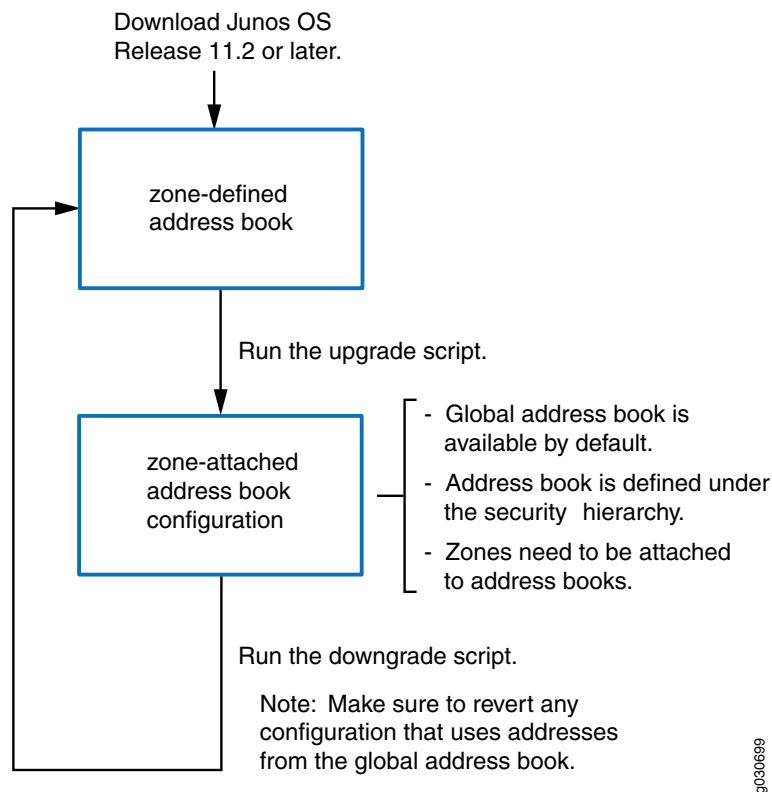 Download Junos OS
Release 11.2 or later.
zone-defined
address book
Run the upgrade script.
zone-attached
address book
configuration
- Global address book is
available by default.
- Address book is defined under
the security hierarchy.
- Zones need to be attached
to address books.
Run the downgrade script.
Note: Make sure to revert any
configuration that uses addresses
from the global address book.
g030699